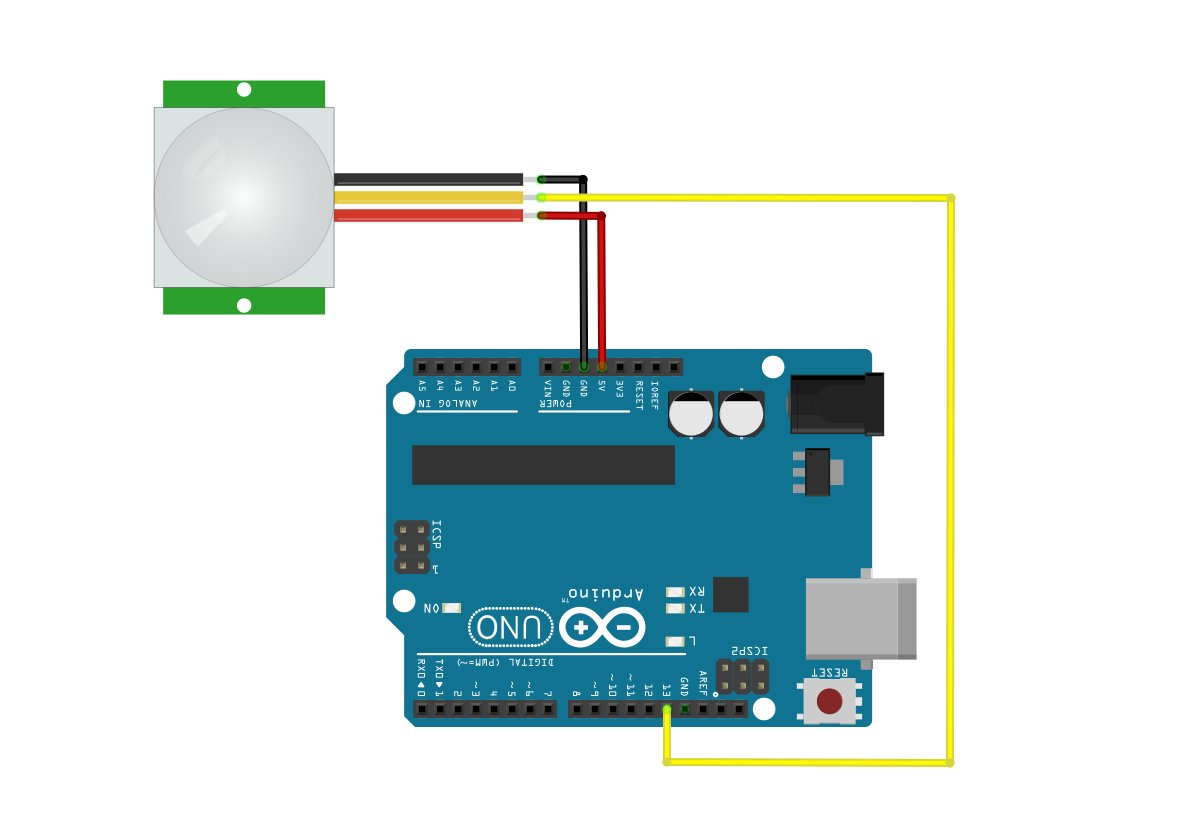 A5 A4 A3 A2 A1 A0
VIN GND GND 5V 3V3 RESET IOREF
ANALOG IN
POWER
ICSP
1
Arduino™
RX
TX
ON
UNO
L
DIGITAL (PWM=~)
ICSP2
RESET
RX0◀0 TX0▶1 2 ~3 4 ~5 ~6 7
8 ~9 ~10 ~11 12 13 GND AREF